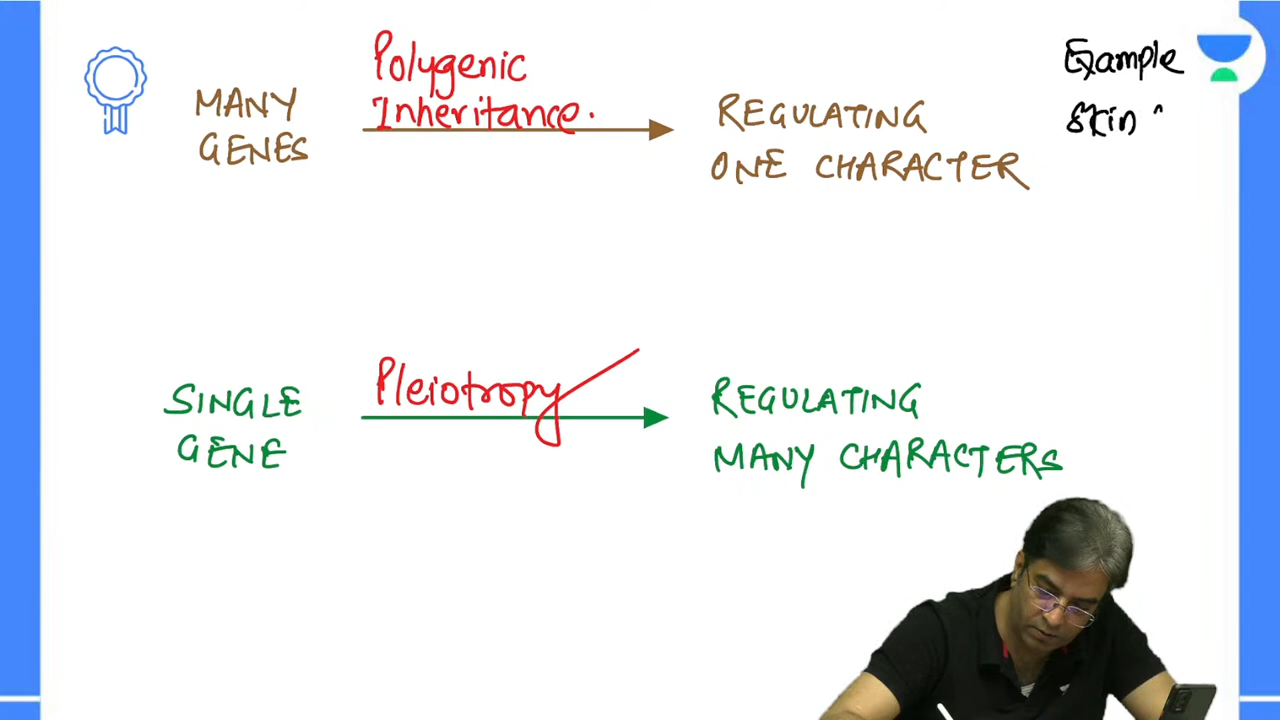 Polygenic
Inheritance.
MANY
GENES
REGULATING
ONE CHARACTER
Example
Skin
Pleiotropy
SINGLE
GENE
REGULATING
MANY CHARACTERS